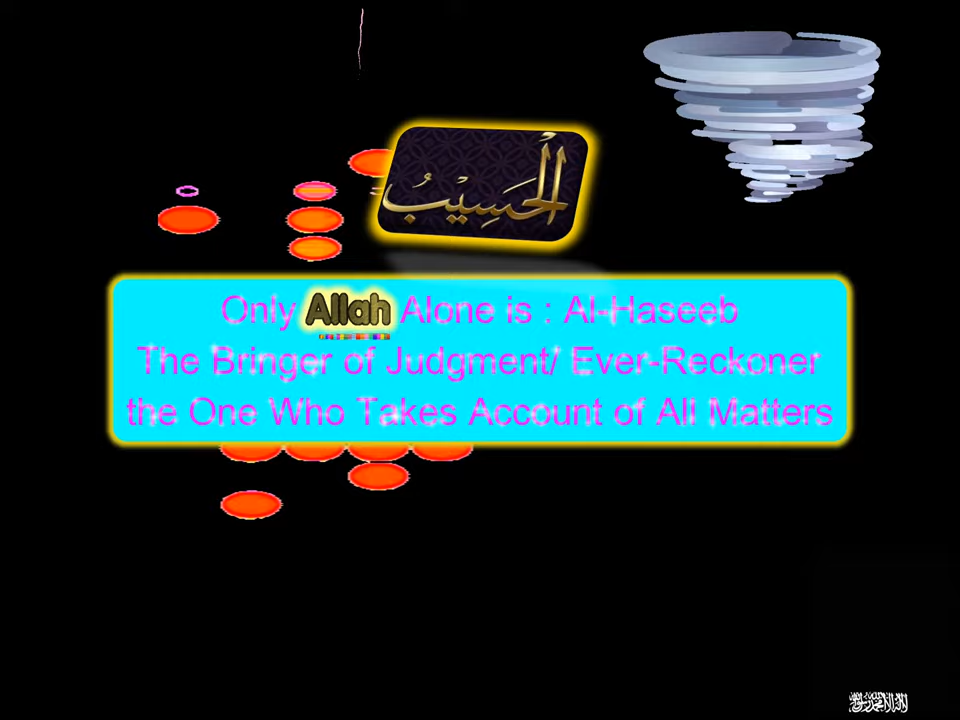 الْحَسِيْبُ
Only Allah Alone is : Al-Haseeb
The Bringer of Judgment/ Ever-Reckoner
the One Who Takes Account of All Matters